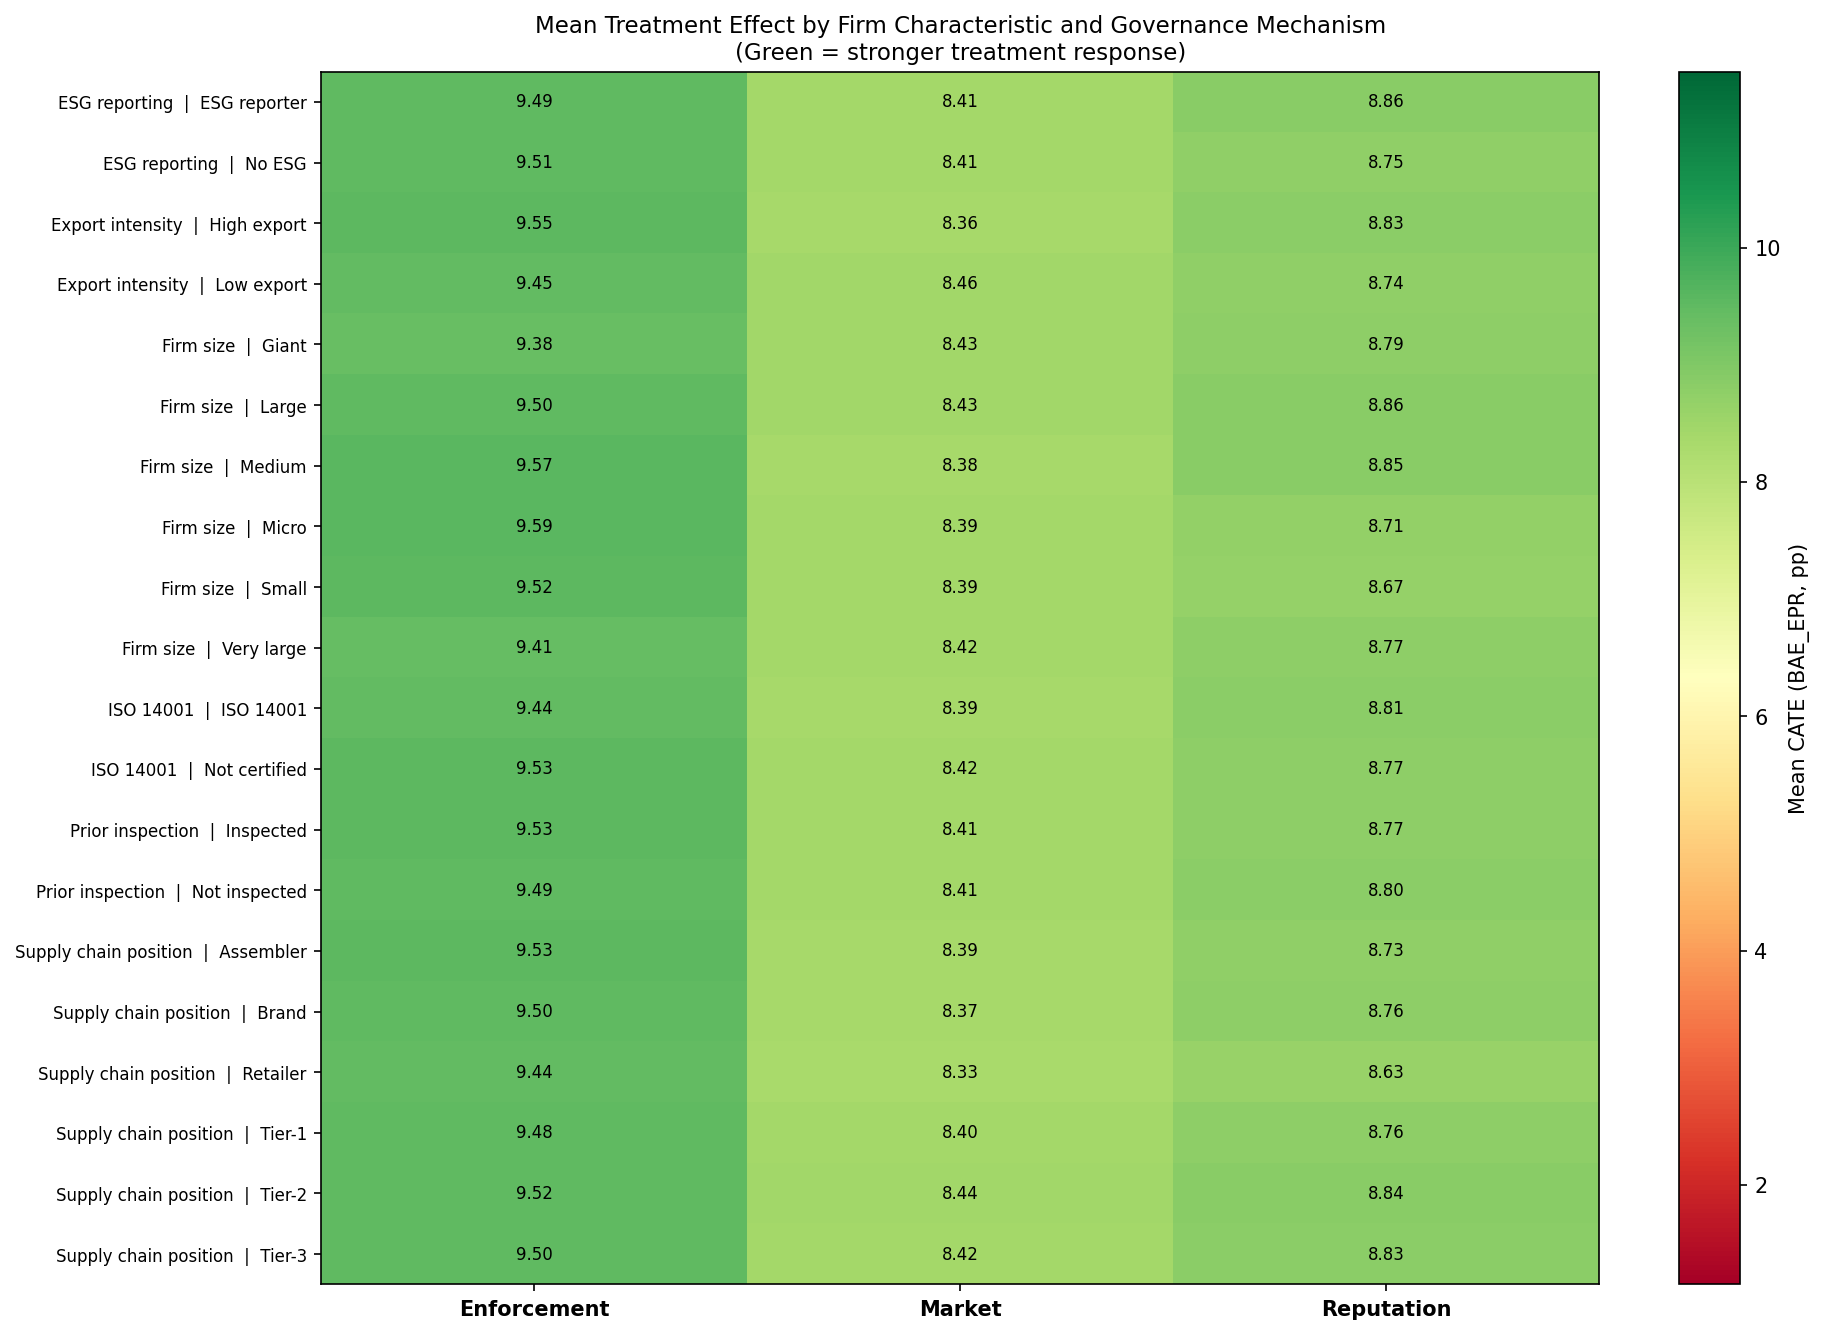 Mean Treatment Effect by Firm Characteristic and Governance Mechanism
(Green = stronger treatment response)
ESG reporting | ESG reporter 9.49 8.41 8.86
ESG reporting | No ESG 9.51 8.41 8.75
Export intensity | High export 9.55 8.36 8.83
Export intensity | Low export 9.45 8.46 8.74
Firm size | Giant 9.38 8.43 8.79
Firm size | Large 9.50 8.43 8.86
Firm size | Medium 9.57 8.38 8.85
Firm size | Micro 9.59 8.39 8.71
Firm size | Small 9.52 8.39 8.67
Firm size | Very large 9.41 8.42 8.77
ISO 14001 | ISO 14001 9.44 8.39 8.81
ISO 14001 | Not certified 9.53 8.42 8.77
Prior inspection | Inspected 9.53 8.41 8.77
Prior inspection | Not inspected 9.49 8.41 8.80
Supply chain position | Assembler 9.53 8.39 8.73
Supply chain position | Brand 9.50 8.37 8.76
Supply chain position | Retailer 9.44 8.33 8.63
Supply chain position | Tier-1 9.48 8.40 8.76
Supply chain position | Tier-2 9.52 8.44 8.84
Supply chain position | Tier-3 9.50 8.42 8.83
Enforcement Market Reputation
10
8
6
4
2
Mean CATE (BAE_EPR, pp)